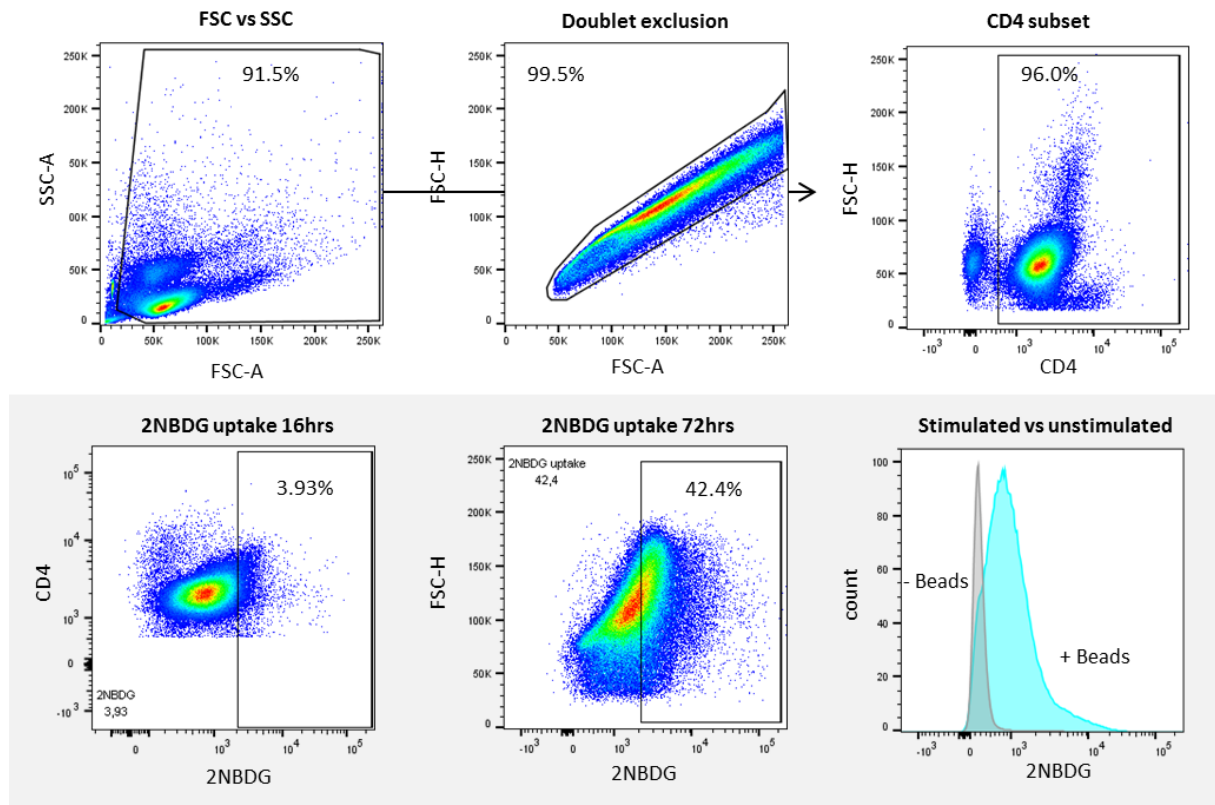 FSC vs SSC
Doublet exclusion
CD4 subset
250K
200K
150K
00K
50K
0
SSC-A
91.5%
0
50K
100K
150K
200K
250K
FSC-A
250K
200K
150K
100K
50K
0
FSC-H
99.5%
0
50K
100K
150K
200K
250K
FSC-A
250K
200K
150K
100K
50K
0
FSC-H
96.0%
-10³
0
10³
10⁴
10⁵
CD4
2NBDG uptake 16hrs
2NBDG uptake 72hrs
Stimulated vs unstimulated
10⁵
10⁴
10³
0
-10³
CD4
3.93%
2NBDG
3,93
0
10³
10⁴
10⁵
2NBDG
250K
200K
150K
100K
50K
0
FSC-H
2NBDG uptake
42,4
42.4%
0
10³
10⁴
10⁵
2NBDG
100
80
60
40
20
0
count
- Beads
+ Beads
-10³
0
10³
10⁴
10⁵
2NBDG